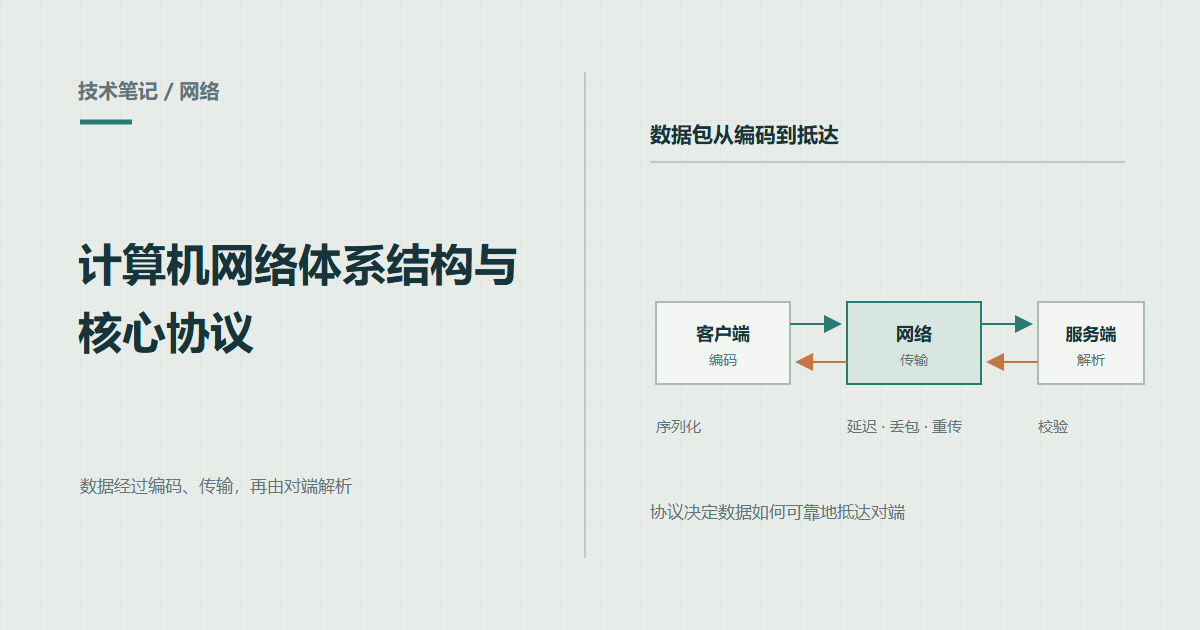 技术笔记 / 网络
计算机网络体系结构与
核心协议
数据经过编码、传输，再由对端解析
数据包从编码到抵达
客户端
编码
网络
传输
服务端
解析
序列化
延迟 · 丢包 · 重传
校验
协议决定数据如何可靠地抵达对端